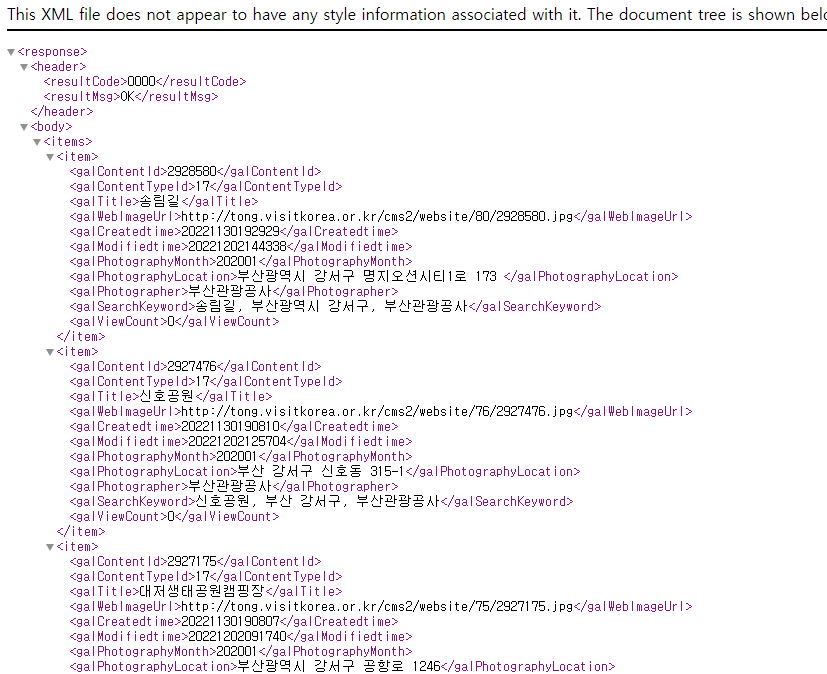 This XML file does not appear to have any style information associated with it. The document tree is shown
▼<response>
▼<header>
<resultCode>0000</resultCode>
<resultMsg>OK</resultMsg>
</header>
▼<body>
▼<items>
▼<item>
<galContentId>2928580</galContentId>
<galContentTypeId>17</galContentTypeId>
<galTitle>송림길</galTitle>
<galWebImageUrl>http://tong.visitkorea.or.kr/cms2/website/80/2928580.jpg</galWebImageUrl>
<galCreatedtime>20221130192929</galCreatedtime>
<galModifiedtime>20221202144338</galModifiedtime>
<galPhotographyMonth>202001</galPhotographyMonth>
<galPhotographyLocation>부산광역시 강서구 명지오션시티1로 173 </galPhotographyLocation>
<galPhotographer>부산관광공사</galPhotographer>
<galSearchKeyword>송림길, 부산광역시 강서구, 부산관광공사</galSearchKeyword>
<galViewCount>0</galViewCount>
</item>
▼<item>
<galContentId>2927476</galContentId>
<galContentTypeId>17</galContentTypeId>
<galTitle>신호공원</galTitle>
<galWebImageUrl>http://tong.visitkorea.or.kr/cms2/website/76/2927476.jpg</galWebImageUrl>
<galCreatedtime>20221130190810</galCreatedtime>
<galModifiedtime>20221202125704</galModifiedtime>
<galPhotographyMonth>202001</galPhotographyMonth>
<galPhotographyLocation>부산 강서구 신호동 315-1</galPhotographyLocation>
<galPhotographer>부산관광공사</galPhotographer>
<galSearchKeyword>신호공원, 부산 강서구, 부산관광공사</galSearchKeyword>
<galViewCount>0</galViewCount>
</item>
▼<item>
<galContentId>2927175</galContentId>
<galContentTypeId>17</galContentTypeId>
<galTitle>대저생태공원캠핑장</galTitle>
<galWebImageUrl>http://tong.visitkorea.or.kr/cms2/website/75/2927175.jpg</galWebImageUrl>
<galCreatedtime>20221130190807</galCreatedtime>
<galModifiedtime>20221202091740</galModifiedtime>
<galPhotographyMonth>202001</galPhotographyMonth>
<galPhotographyLocation>부산광역시 강서구 공항로 1246</galPhotographyLocation>